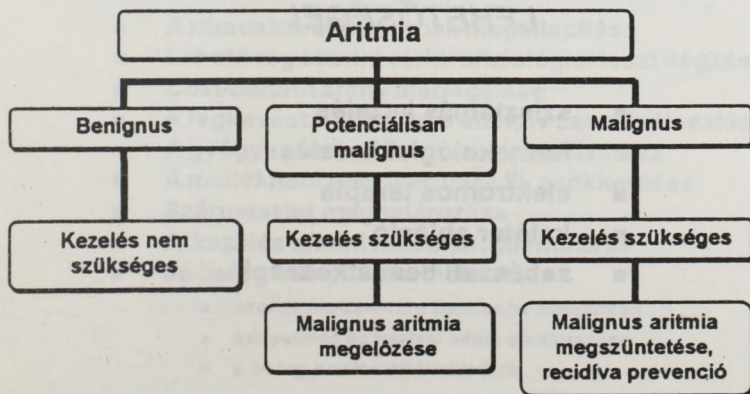 Aritmia
Benignus
Potenciálisan
malignus
Malignus
Kezelés nem
szükséges
Kezelés szükséges
Kezelés szükséges
Malignus aritmia
megelőzése
Malignus aritmia
megszüntetése,
recidíva prevenció